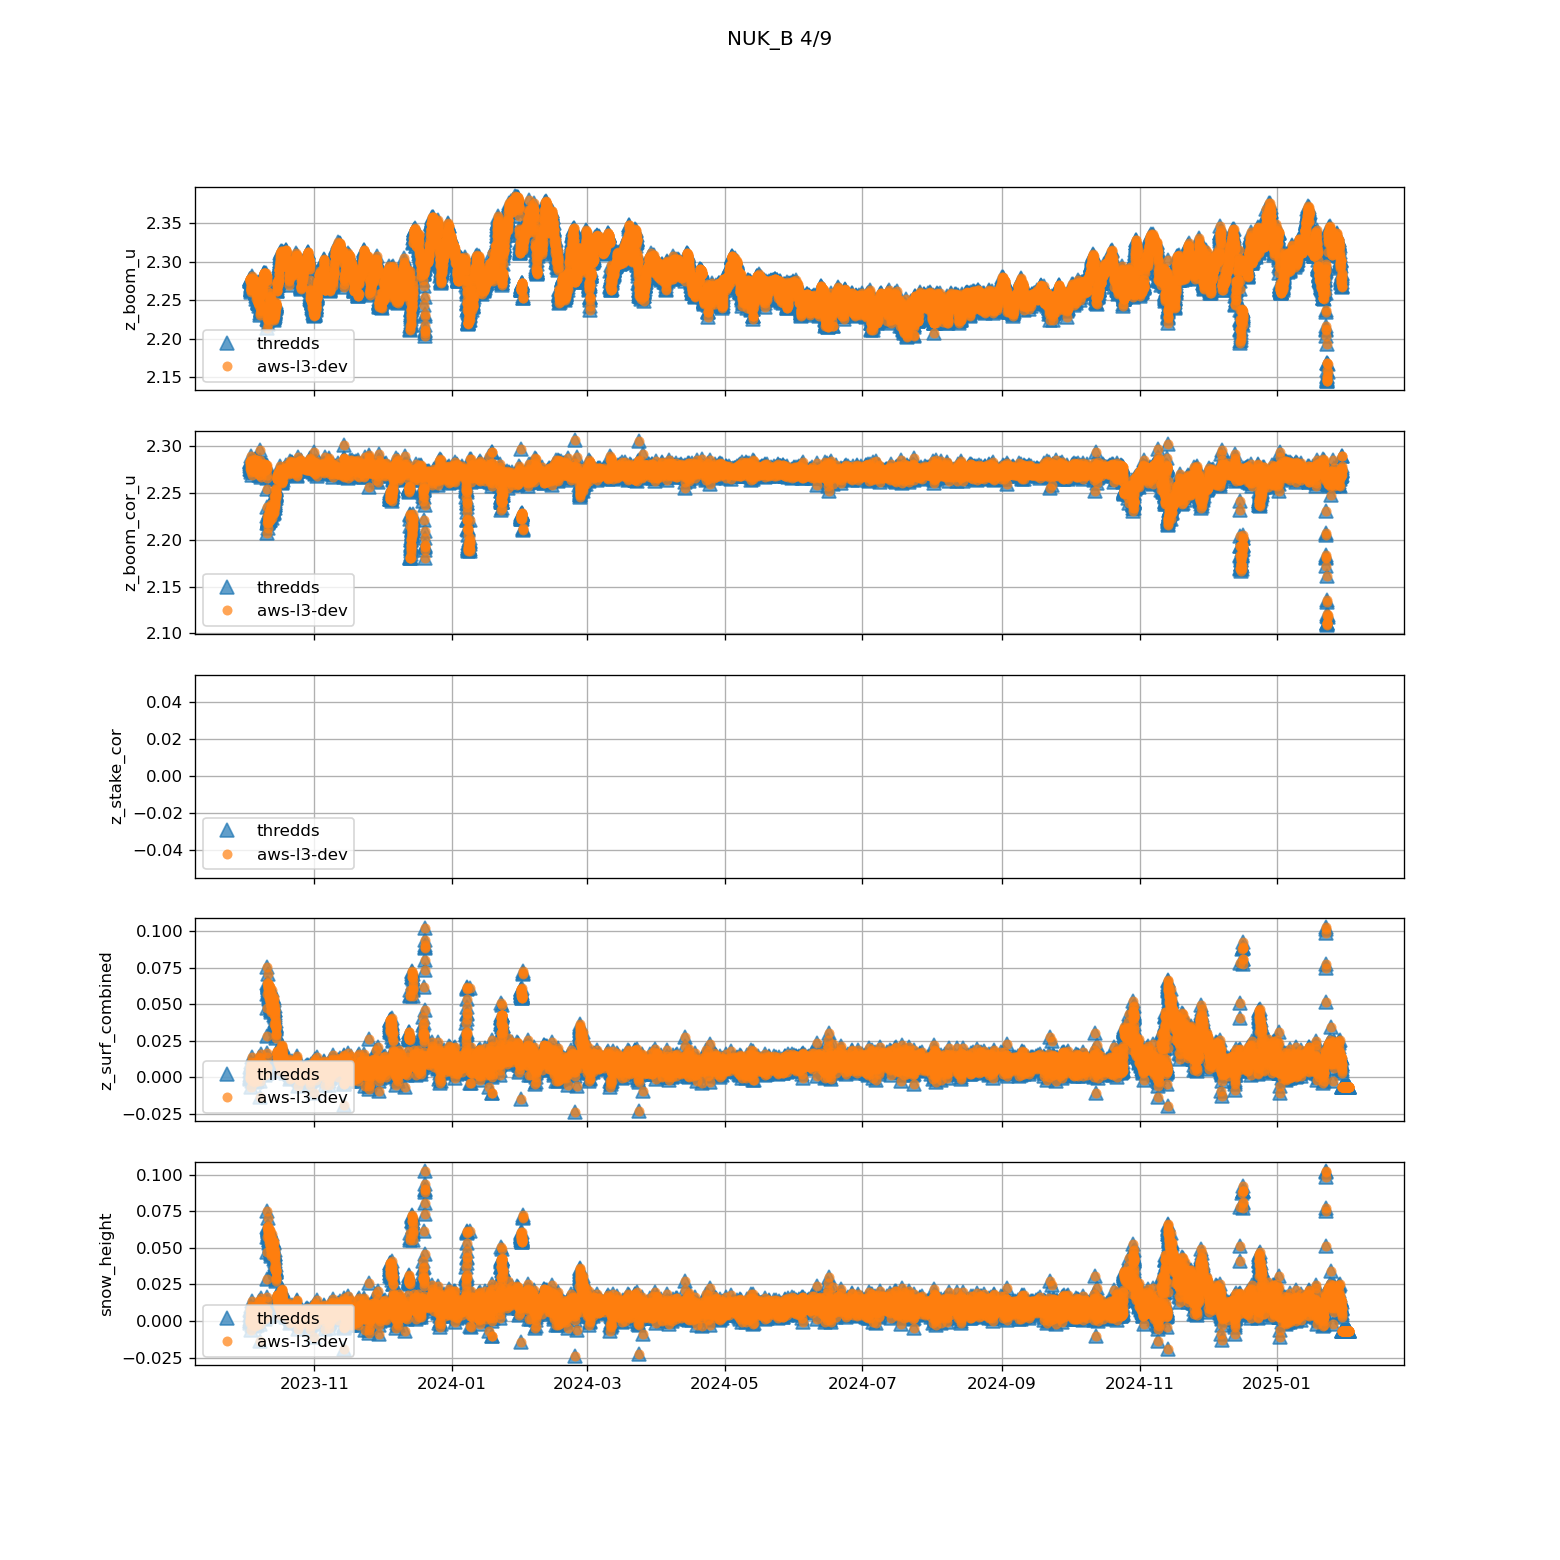 NUK_B 4/9
2.35
2.30
2.25
2.20
2.15
z_boom_u
thredds
aws-l3-dev
2.30
2.25
2.20
2.15
2.10
z_boom_cor_u
thredds
aws-l3-dev
0.04
0.02
0.00
−0.02
−0.04
z_stake_cor
thredds
aws-l3-dev
0.100
0.075
0.050
0.025
0.000
−0.025
z_surf_combined
thredds
aws-l3-dev
0.100
0.075
0.050
0.025
0.000
−0.025
snow_height
thredds
aws-l3-dev
2023-11 2024-01 2024-03 2024-05 2024-07 2024-09 2024-11 2025-01